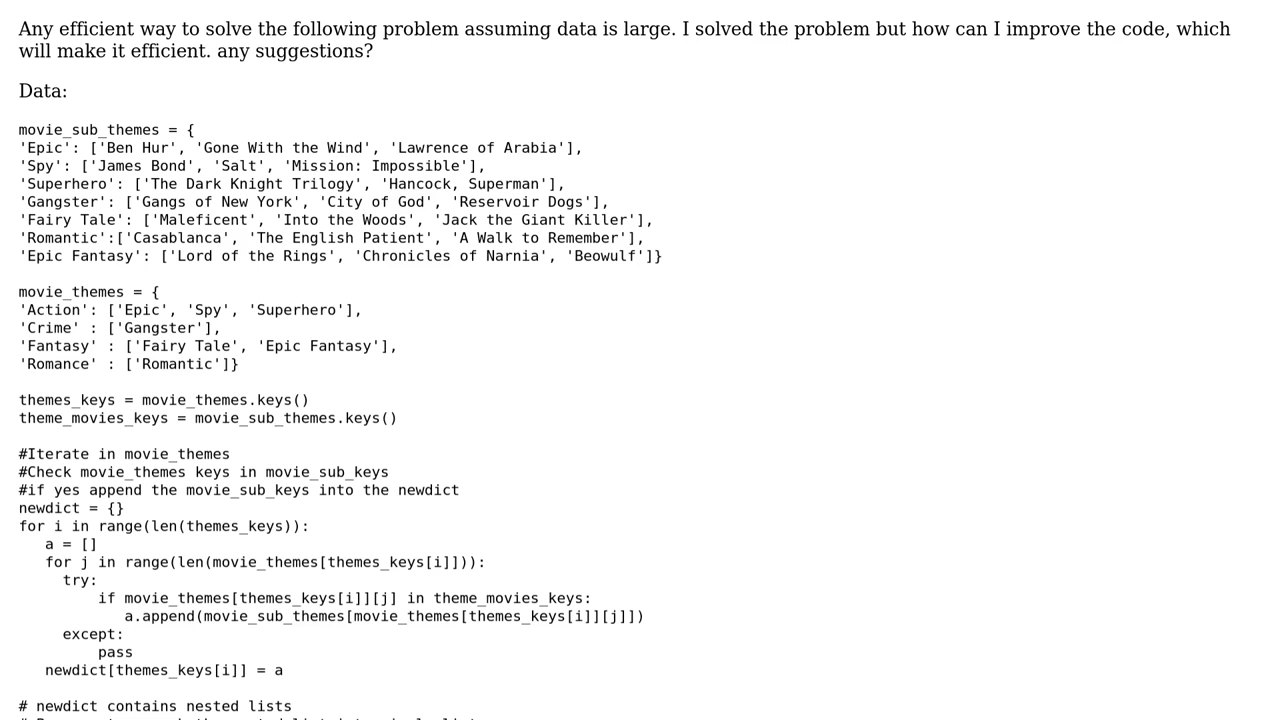 Any efficient way to solve the following problem assuming data is large. I solved the problem but how can I improve the code, which
will make it efficient. any suggestions?
Data:
movie_sub_themes = {
'Epic': ['Ben Hur', 'Gone With the Wind', 'Lawrence of Arabia'],
'Spy': ['James Bond', 'Salt', 'Mission: Impossible'],
'Superhero': ['The Dark Knight Trilogy', 'Hancock, Superman'],
'Gangster': ['Gangs of New York', 'City of God', 'Reservoir Dogs'],
'Fairy Tale': ['Maleficent', 'Into the Woods', 'Jack the Giant Killer'],
'Romantic':['Casablanca', 'The English Patient', 'A Walk to Remember'],
'Epic Fantasy': ['Lord of the Rings', 'Chronicles of Narnia', 'Beowulf']}
movie_themes = {
'Action': ['Epic', 'Spy', 'Superhero'],
'Crime' : ['Gangster'],
'Fantasy' : ['Fairy Tale', 'Epic Fantasy'],
'Romance' : ['Romantic']}
themes_keys = movie_themes.keys()
theme_movies_keys = movie_sub_themes.keys()
#Iterate in movie_themes
#Check movie_themes keys in movie_sub_keys
#if yes append the movie_sub_keys into the newdict
newdict = {}
for i in range(len(themes_keys)):
   a = []
   for j in range(len(movie_themes[themes_keys[i]])):
     try:
         if movie_themes[themes_keys[i]][j] in theme_movies_keys:
            a.append(movie_sub_themes[movie_themes[themes_keys[i]][j]])
     except:
         pass
   newdict[themes_keys[i]] = a
# newdict contains nested lists